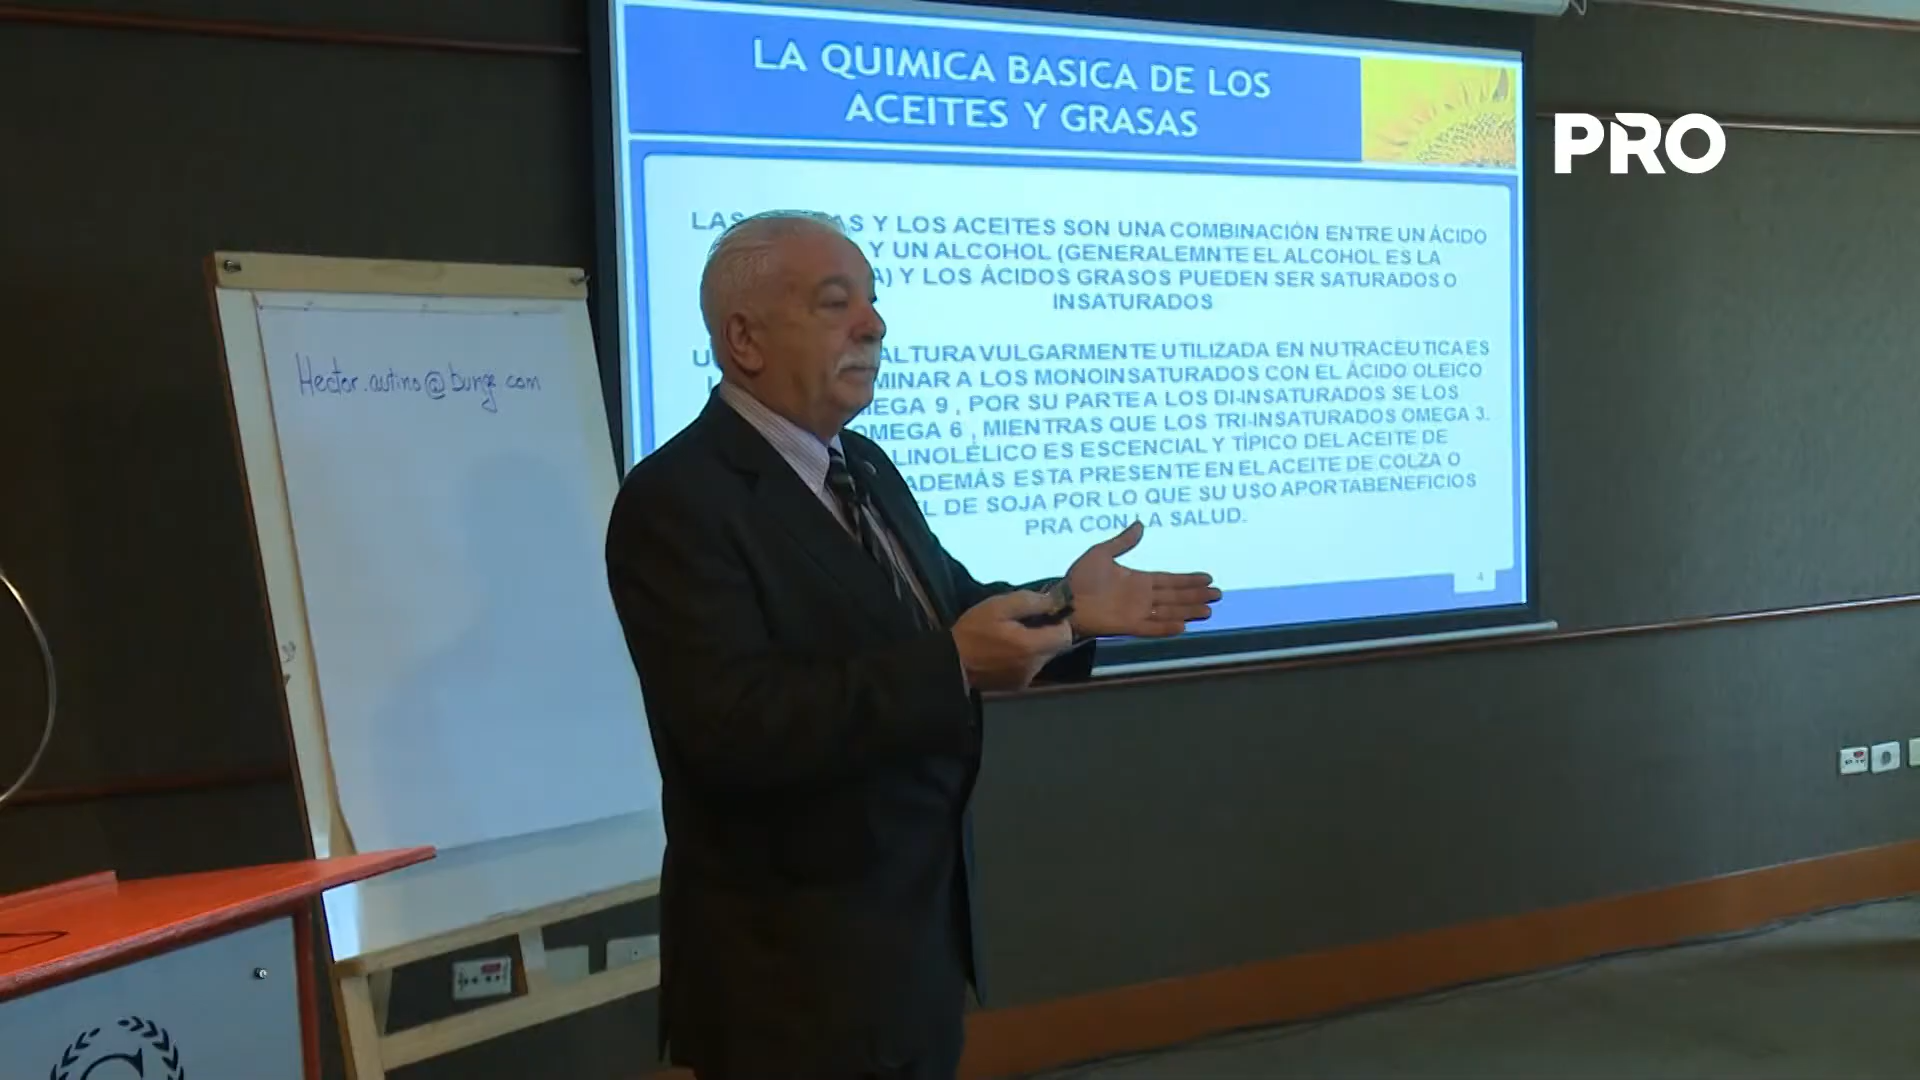 LA QUIMICA BASICA DE LOS
ACEITES Y GRASAS
PRO
Y LOS ACEITES SON UNA COMBINACIÓN ENTRE UN ÁCIDO
Y UN ALCOHOL (GENERALEMNTE EL ALCOHOL ES LA
Y LOS ÁCIDOS GRASOS PUEDEN SER SATURADOS O
INSATURADOS
VULGARMENTE UTILIZADA EN NUTRACEUTICA ES
A LOS MONOINSATURADOS CON EL ÁCIDO OLEÍCO
9 , POR SU PARTE A LOS DI-INSATURADOS SE LOS
OMEGA 6 , MIENTRAS QUE LOS TRI-INSATURADOS OMEGA 3.
LINOLÉLICO ES ESCENCIAL Y TÍPICO DEL ACEITE DE
ADEMÁS ESTA PRESENTE EN EL ACEITE DE COLZA O
DE SOJA POR LO QUE SU USO APORTABENEFICIOS
PRA CON LA SALUD.
4
Hector.autino@bunge.com